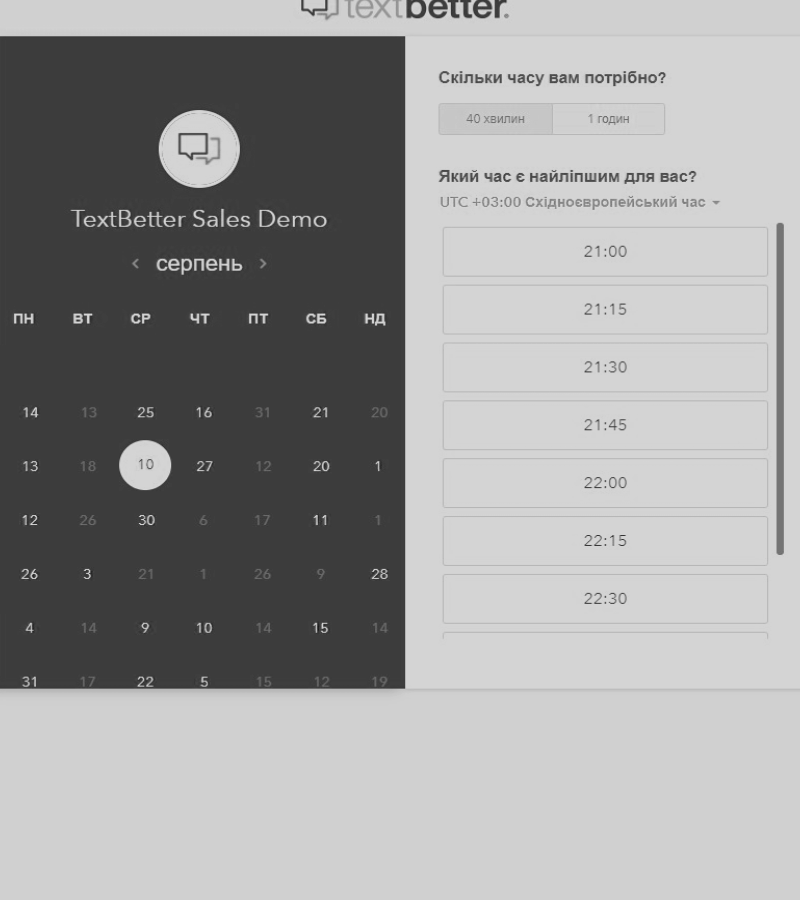 textbetter.
TextBetter Sales Demo
серпень
ПН ВТ СР ЧТ ПТ СБ НД
14 13 25 16 31 21 20
13 18 10 27 12 20 1
12 26 30 6 17 11 1
26 3 21 1 26 9 28
4 14 9 10 14 15 14
31 17 22 5 15 12 19
Скільки часу вам потрібно?
40 хвилин 1 годин
Який час є найліпшим для вас?
UTC +03:00 Східноєвропейський час
21:00
21:15
21:30
21:45
22:00
22:15
22:30